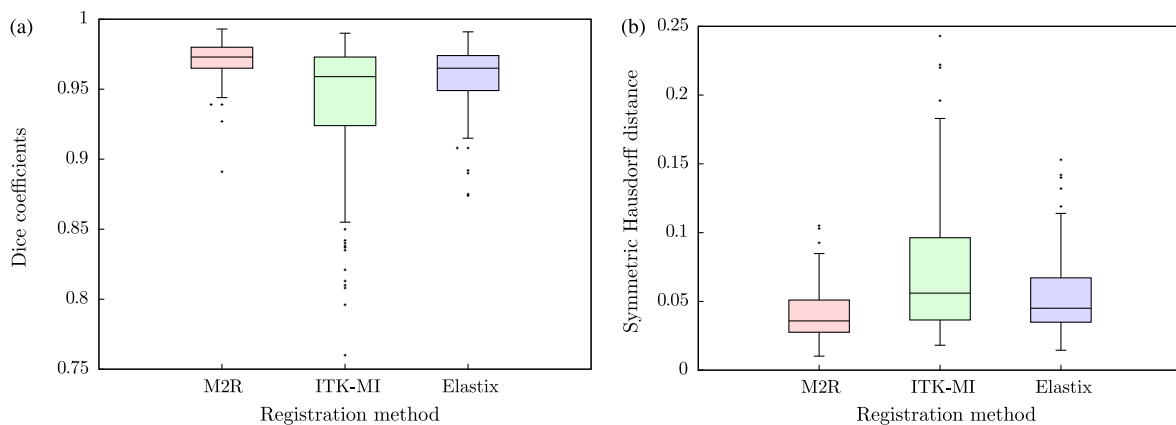 (a)
Dice coefficients
1
0.95
0.9
0.85
0.8
0.75
M2R ITK-MI Elastix
Registration method
(b)
Symmetric Hausdorff distance
0.25
0.2
0.15
0.1
0.05
0
M2R ITK-MI Elastix
Registration method